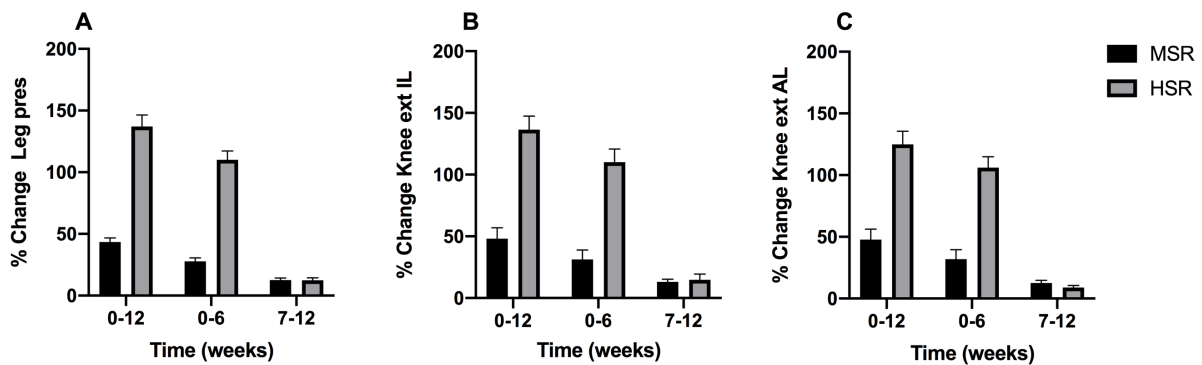 A
% Change Leg pres
200
150
100
50
0
0-12 0-6 7-12
Time (weeks)
B
% Change Knee ext IL
200
150
100
50
0
0-12 0-6 7-12
Time (weeks)
C
% Change Knee ext AL
200
150
100
50
0
0-12 0-6 7-12
Time (weeks)
MSR
HSR